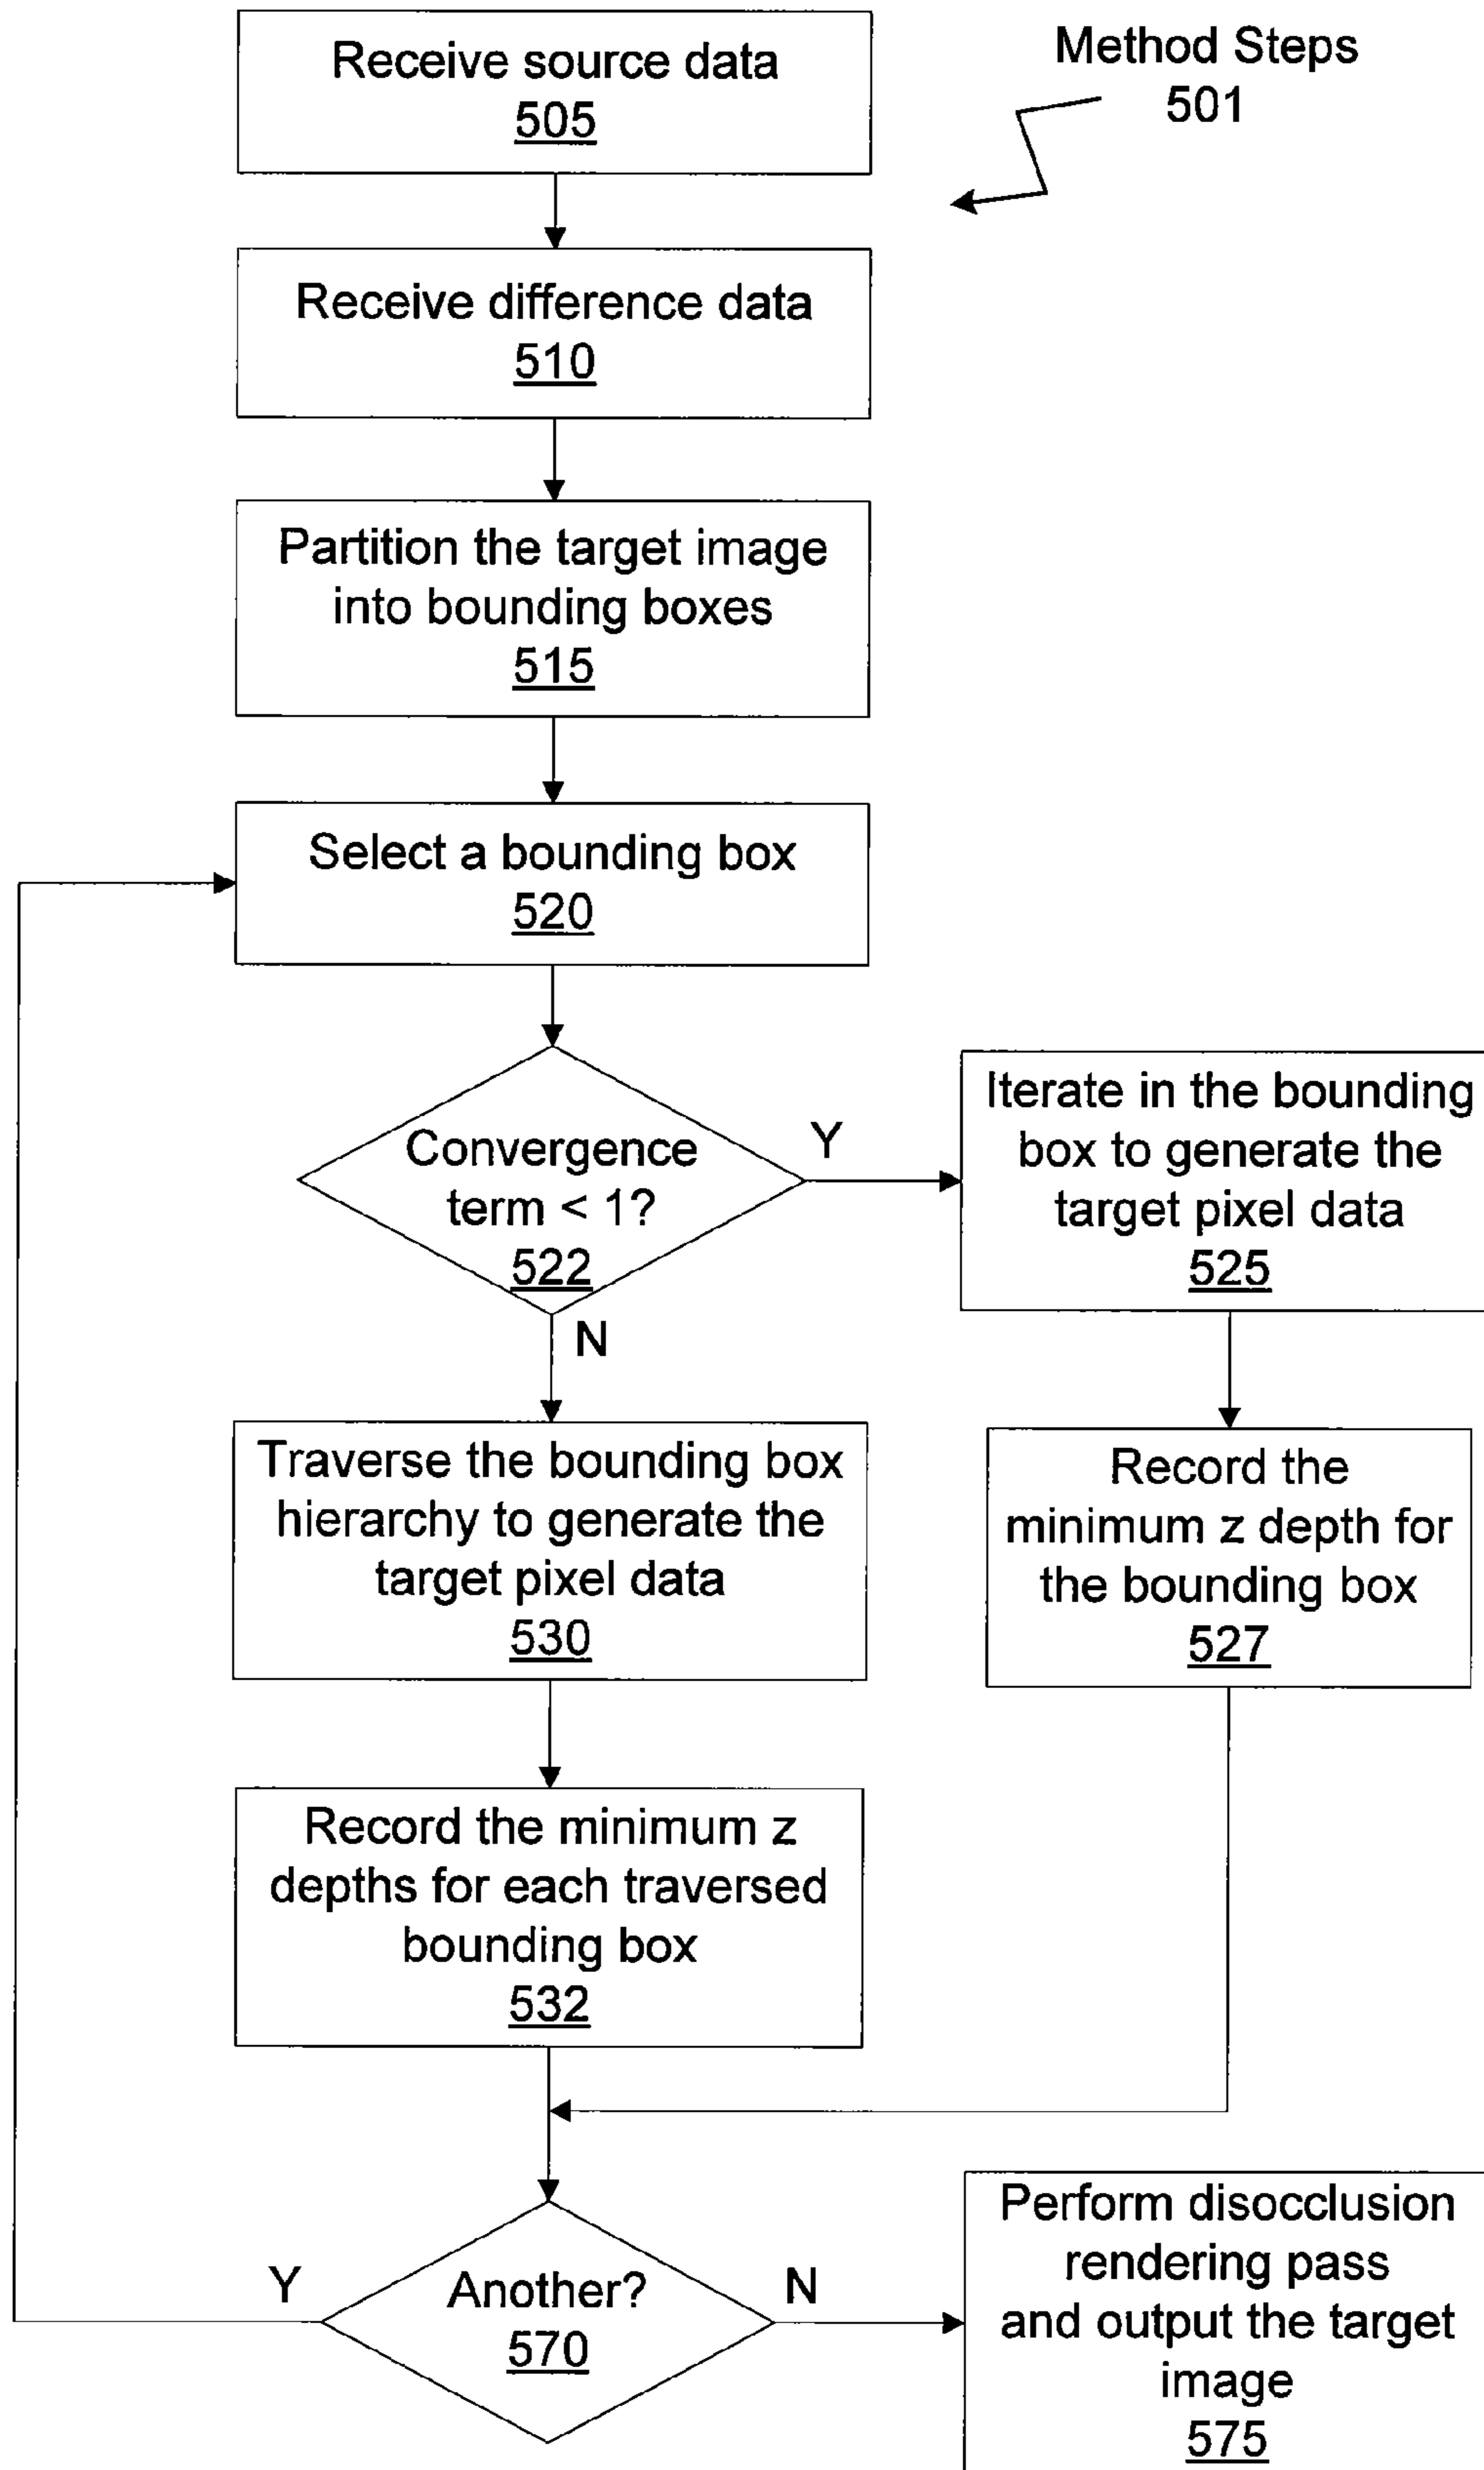 Receive source data
505
Method Steps
501
Receive difference data
510
Partition the target image
into bounding boxes
515
Select a bounding box
520
Convergence
term < 1?
522
Y
N
Iterate in the bounding
box to generate the
target pixel data
525
Traverse the bounding box
hierarchy to generate the
target pixel data
530
Record the
minimum z depth for
the bounding box
527
Record the minimum z
depths for each traversed
bounding box
532
Another?
570
Y
N
Perform disocclusion
rendering pass
and output the target
image
575